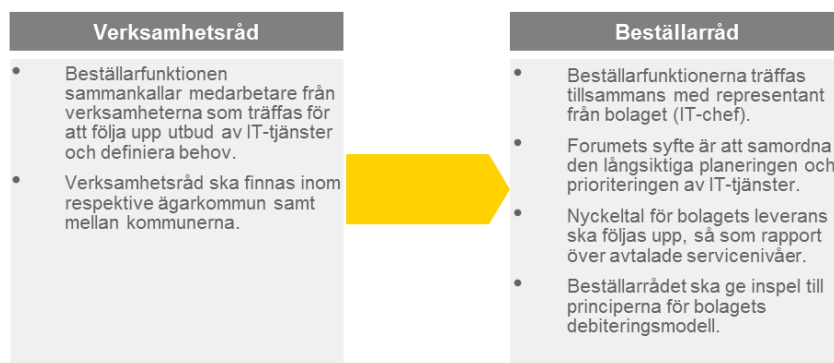 Verksamhetsråd
• Beställarfunktionen
sammankallar medarbetare från
verksamheterna som träffas för
att följa upp utbud av IT-tjänster
och definiera behov.
• Verksamhetsråd ska finnas inom
respektive ägarkommun samt
mellan kommunerna.
Beställarråd
• Beställarfunktionerna träffas
tillsammans med representant
från bolaget (IT-chef).
• Forumets syfte är att samordna
den långsiktiga planeringen och
prioriteringen av IT-tjänster.
• Nyckeltal för bolagets leverans
ska följas upp, så som rapport
över avtalade servicenivåer.
• Beställarrådet ska ge inspel till
principerna för bolagets
debiteringsmodell.